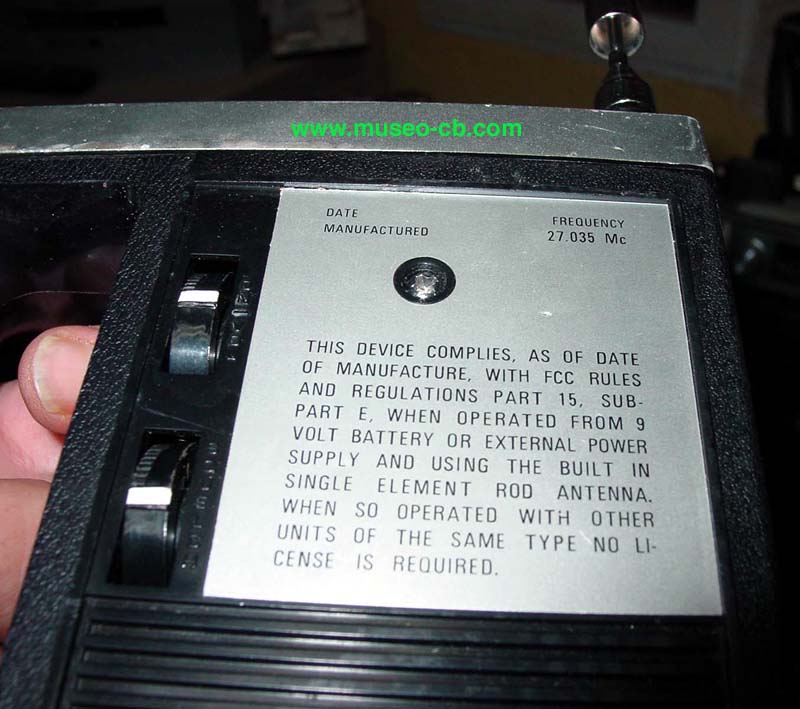 www.museo-cb.com
DATE
MANUFACTURED
FREQUENCY
27.035 Mc
THIS DEVICE COMPLIES, AS OF DATE
OF MANUFACTURE, WITH FCC RULES
AND REGULATIONS PART 15, SUB-
PART E, WHEN OPERATED FROM 9
VOLT BATTERY OR EXTERNAL POWER
SUPPLY AND USING THE BUILT IN
SINGLE ELEMENT ROD ANTENNA.
WHEN SO OPERATED WITH OTHER
UNITS OF THE SAME TYPE NO LI-
CENSE IS REQUIRED.